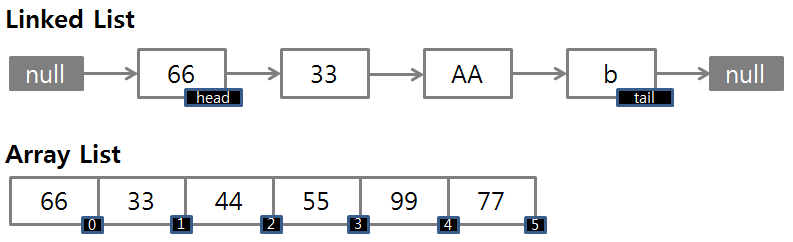 Linked List
null 66 33 AA b null
head tail
Array List
66 33 44 55 99 77
0 1 2 3 4 5